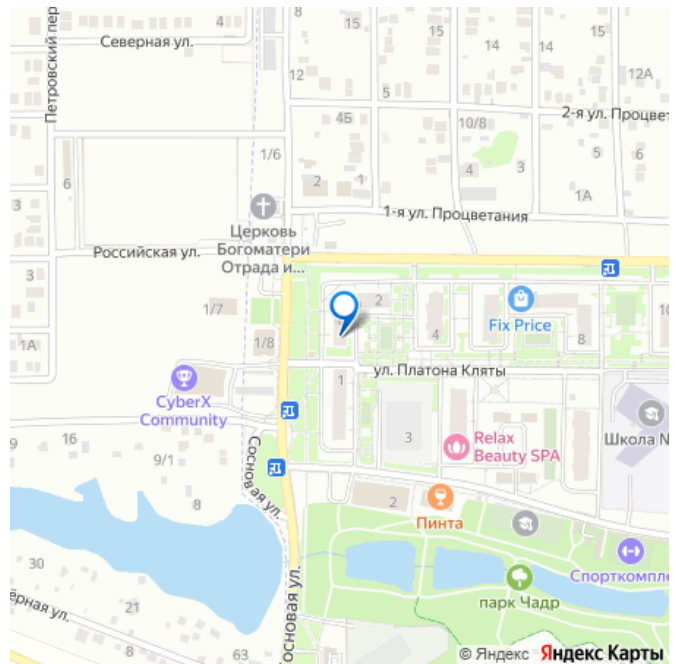 Петровский пер
Северная ул.
4
15
14
15
14
12
12А
5
4Б
10/8
2-я ул. Процвет
1/6
6
2
1
4
5
6
1А
3
1-я ул. Процветания
Церковь
Богоматери
Отрада и...
Российская ул.
3
1/7
2
Fix Price
4
8
10
1А
1/8
ул. Платона Кляты
1
CyberX
Community
3
Relax
Beauty SPA
Школа №
9
16
9/1
8
Сосновая ул.
2
Пинта
Спорткомпле
30
21
парк Чадр
ёрная ул.
8
63
Сосновая ул.
© Яндекс Яндекс Карты